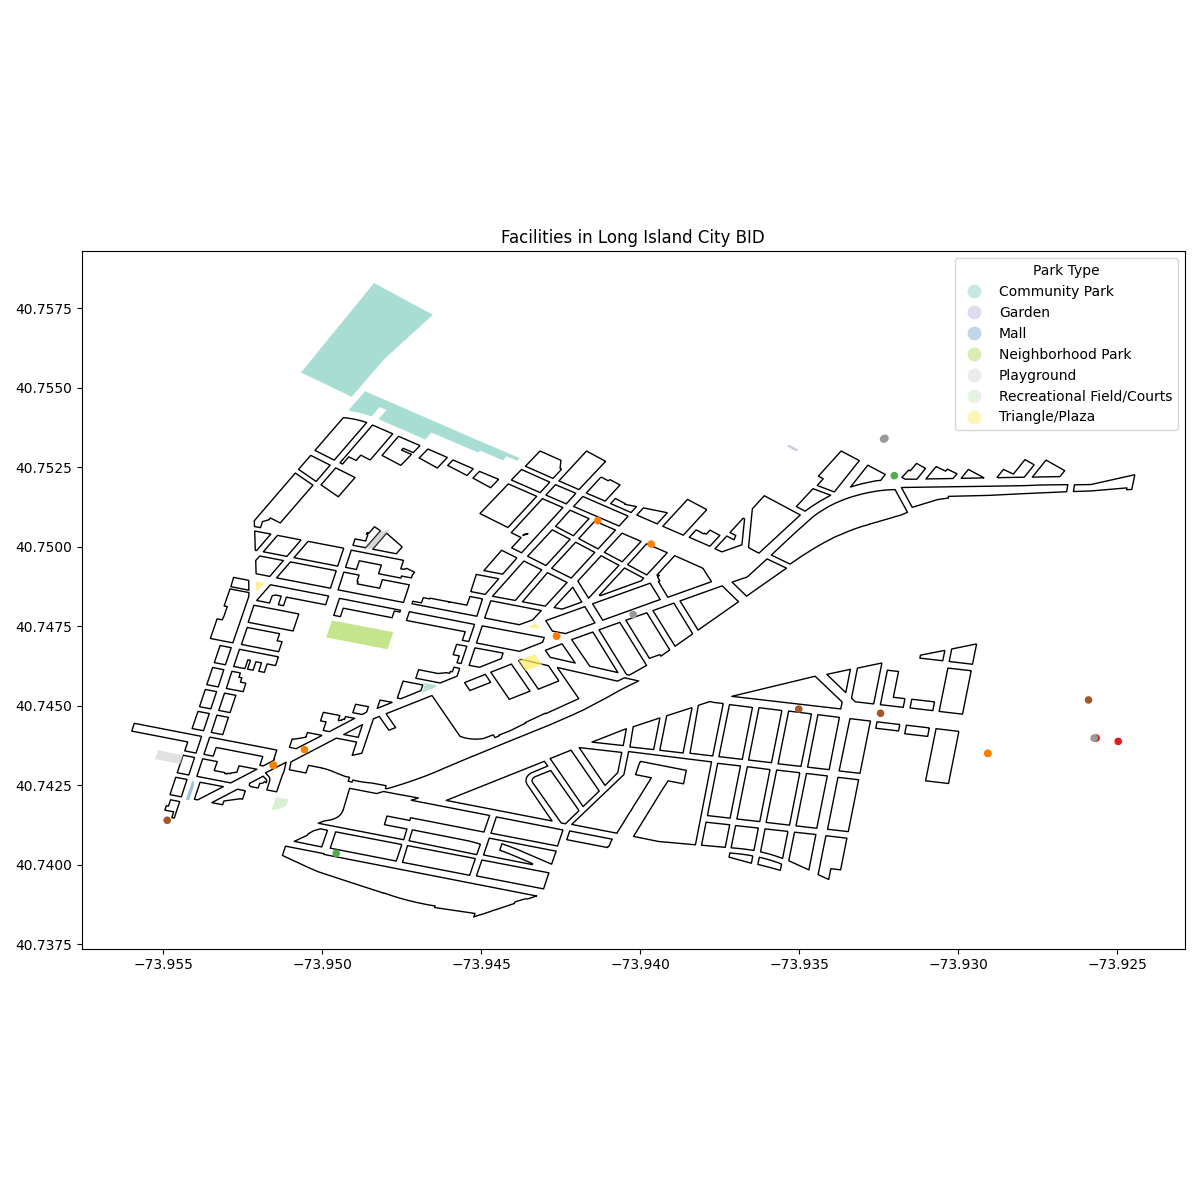 Facilities in Long Island City BID
Park Type
Community Park
Garden
Mall
Neighborhood Park
Playground
Recreational Field/Courts
Triangle/Plaza
40.7575
40.7550
40.7525
40.7500
40.7475
40.7450
40.7425
40.7400
40.7375
−73.955 −73.950 −73.945 −73.940 −73.935 −73.930 −73.925